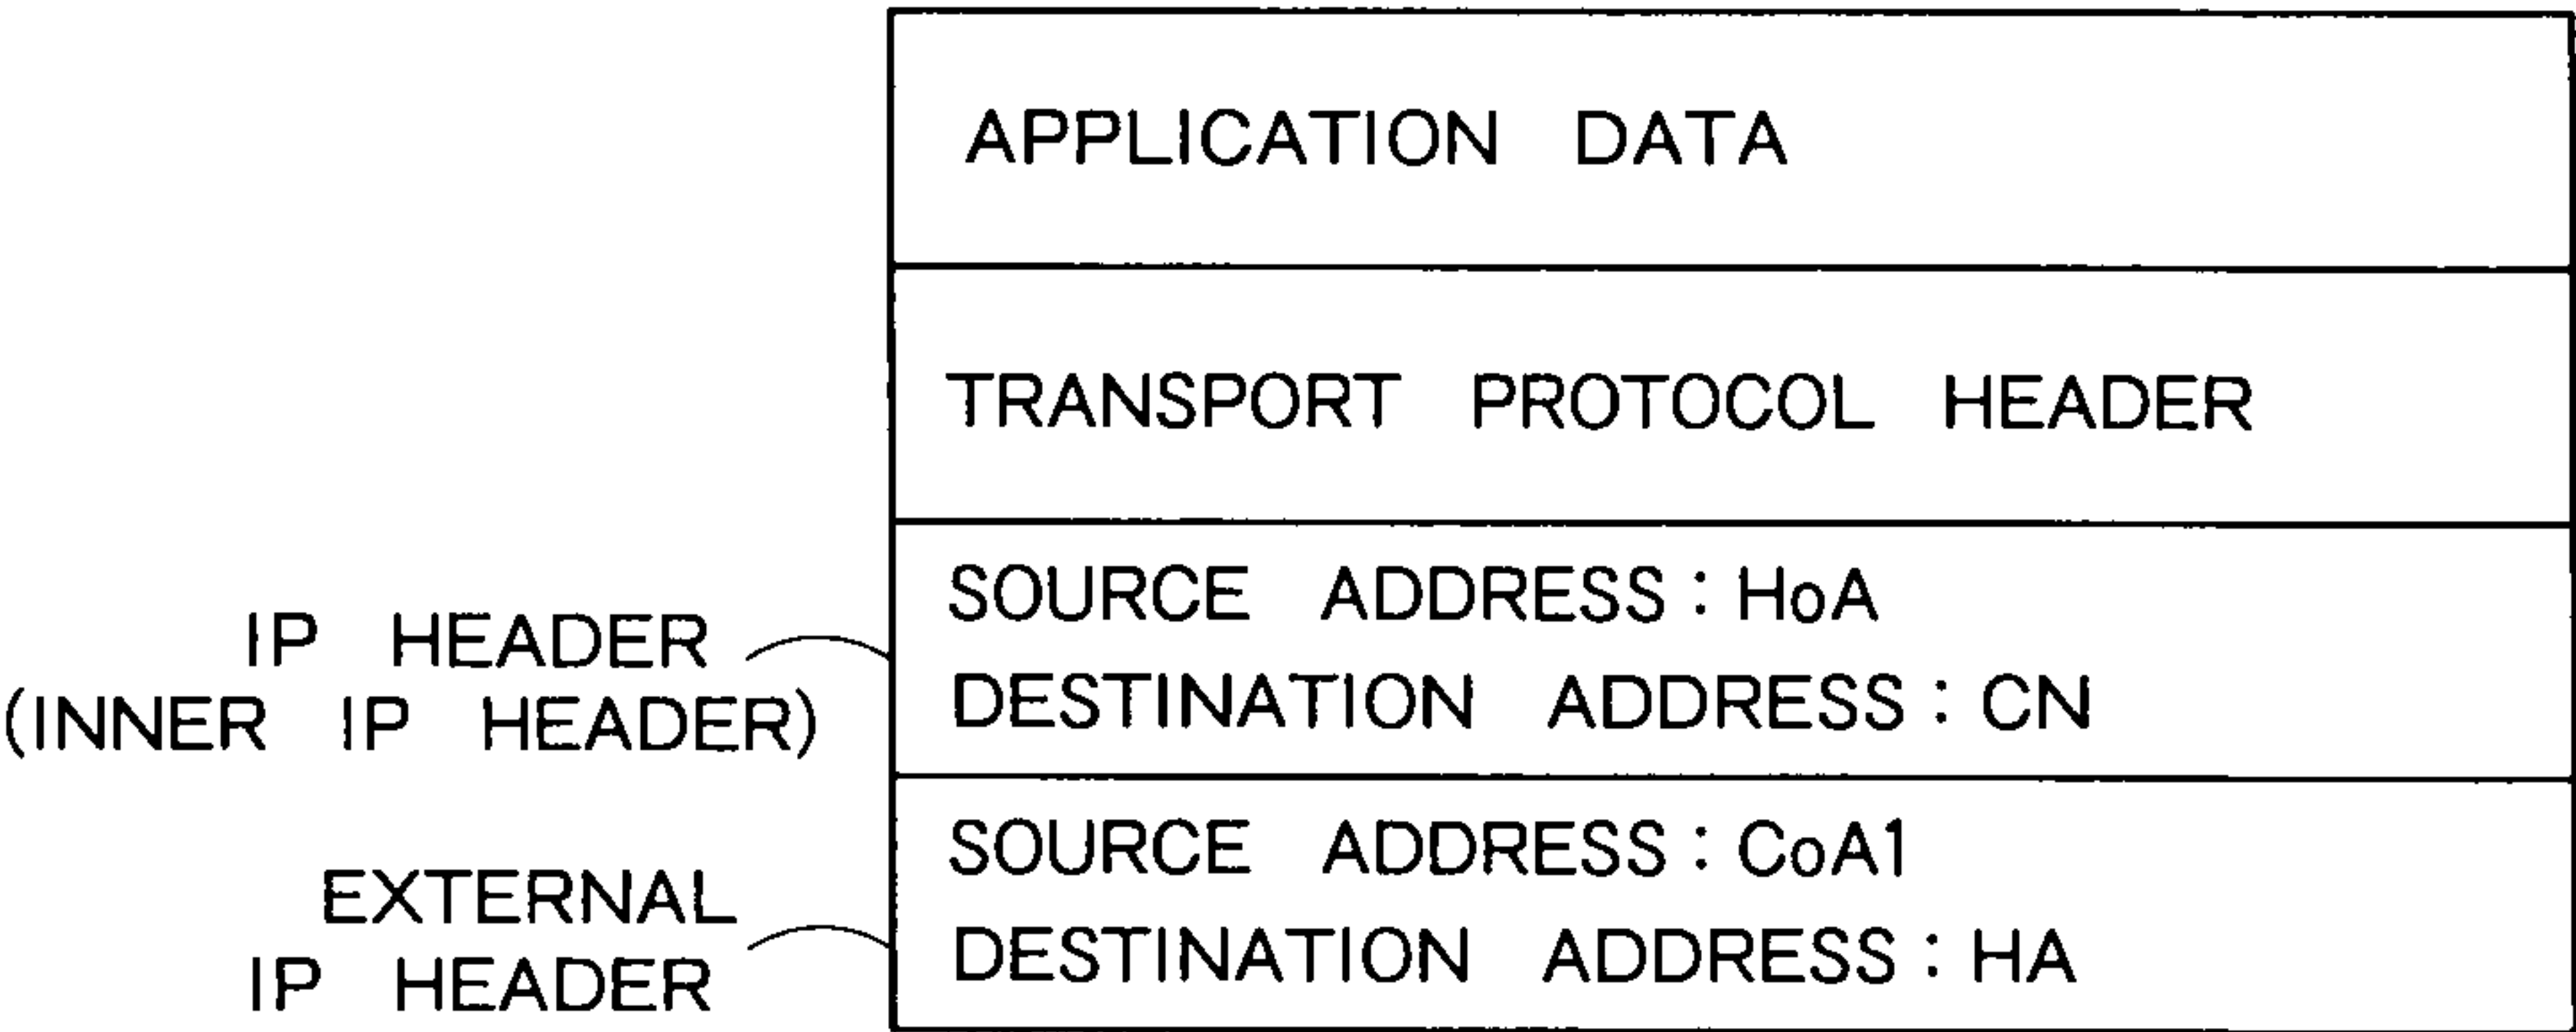 APPLICATION DATA
TRANSPORT PROTOCOL HEADER
IP HEADER
(INNER IP HEADER)
SOURCE ADDRESS : HoA
DESTINATION ADDRESS : CN
EXTERNAL
IP HEADER
SOURCE ADDRESS : CoA1
DESTINATION ADDRESS : HA